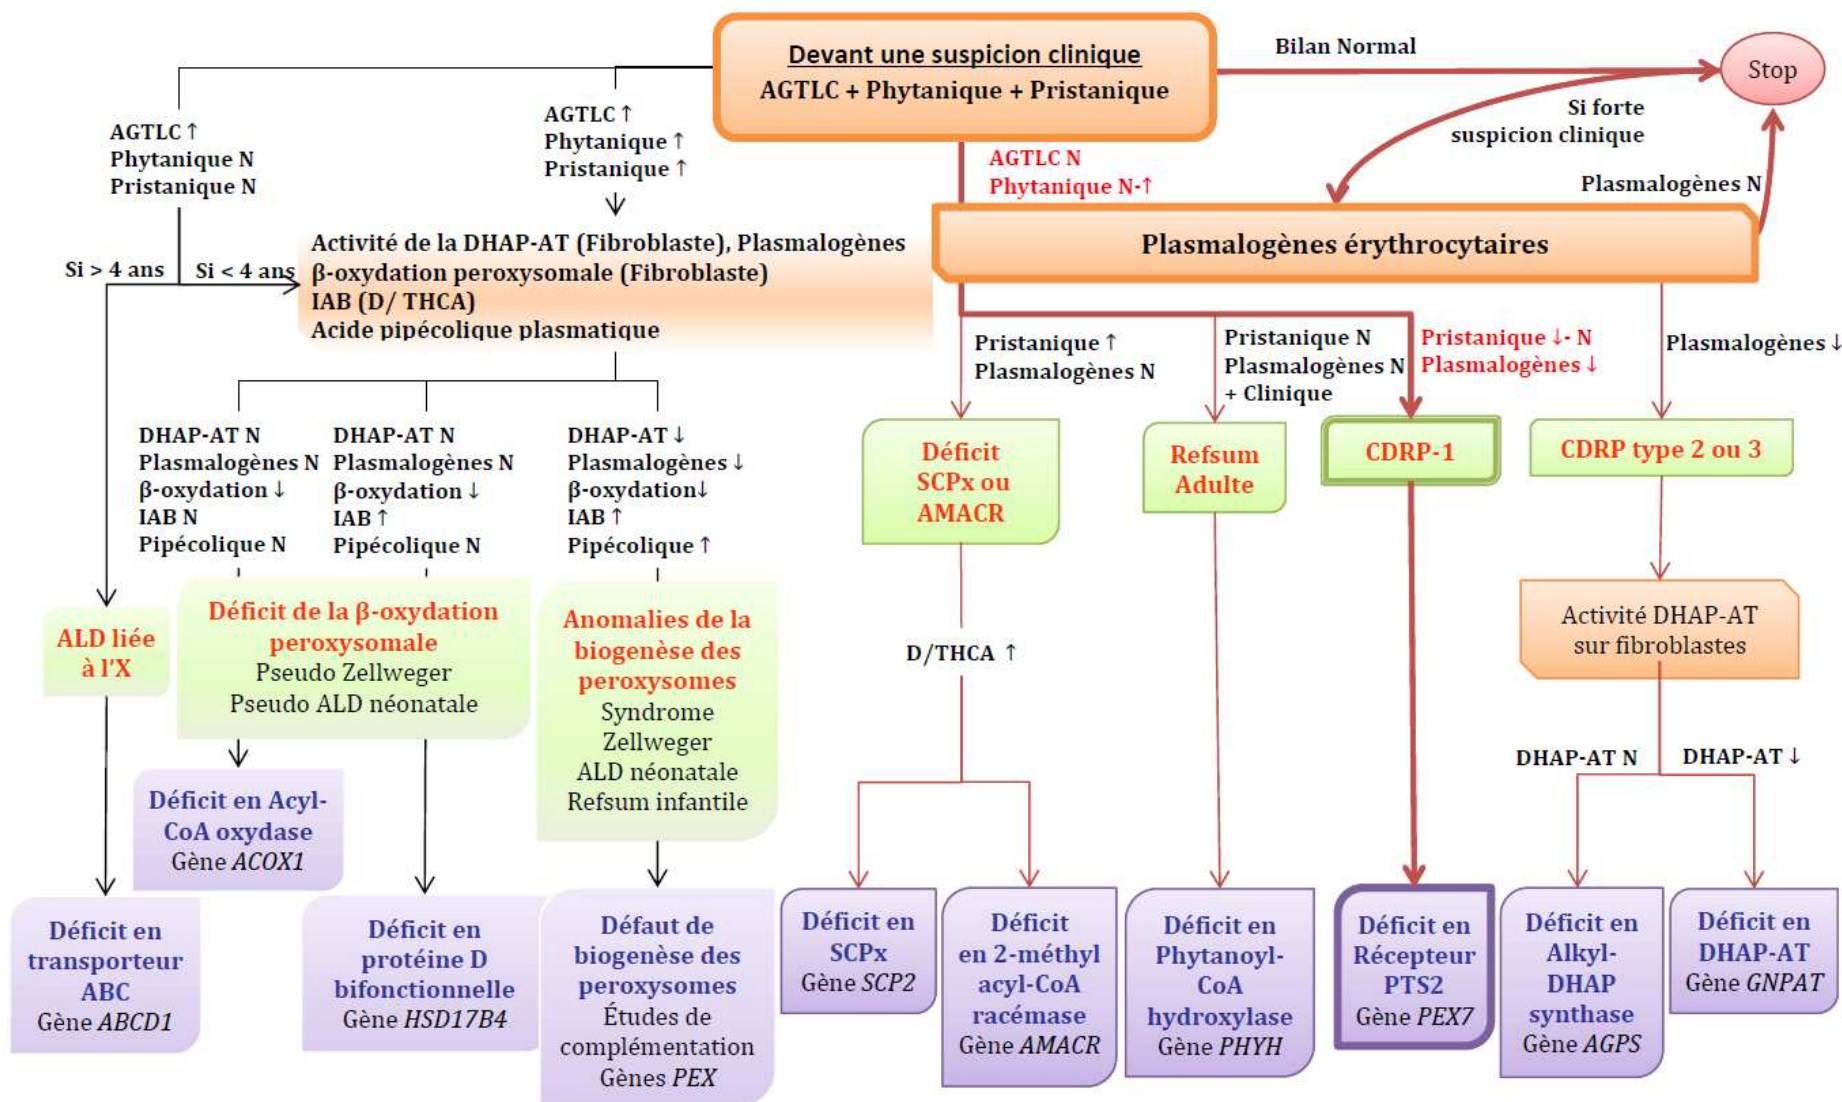 Devant une suspicion clinique
AGTLC + Phytanique + Pristanique
Bilan Normal
Stop
Si forte
suspicion clinique
Plasmalogènes N
AGTLC ↑
Phytanique N
Pristanique N
AGTLC ↑
Phytanique ↑
Pristanique ↑
AGTLC N
Phytanique N-↑
Si > 4 ans
Si < 4 ans
Activité de la DHAP-AT (Fibroblaste), Plasmalogènes
β-oxydation peroxysomale (Fibroblaste)
IAB (D/ THCA)
Acide pipécolique plasmatique
Plasmalogènes érythrocytaires
Pristanique ↑
Plasmalogènes N
Pristanique N
Plasmalogènes N
+ Clinique
Pristanique ↓- N
Plasmalogènes ↓
Plasmalogènes ↓
DHAP-AT N
Plasmalogènes N
β-oxydation ↓
IAB N
Pipécolique N
DHAP-AT N
Plasmalogènes N
β-oxydation ↓
IAB ↑
Pipécolique N
DHAP-AT ↓
Plasmalogènes ↓
β-oxydation↓
IAB ↑
Pipécolique ↑
Déficit
SCPx ou
AMACR
Refsum
Adulte
CDRP-1
CDRP type 2 ou 3
ALD liée
à l'X
Déficit de la β-oxydation
peroxysomale
Pseudo Zellweger
Pseudo ALD néonatale
Anomalies de la
biogenèse des
peroxysomes
Syndrome
Zellweger
ALD néonatale
Refsum infantile
D/THCA ↑
Activité DHAP-AT
sur fibroblastes
DHAP-AT N
DHAP-AT ↓
Déficit en Acyl-
CoA oxydase
Gène ACOX1
Déficit en
transporteur
ABC
Gène ABCD1
Déficit en
protéine D
bifonctionnelle
Gène HSD17B4
Défaut de
biogenèse des
peroxysomes
Études de
complémentation
Gènes PEX
Déficit en
SCPx
Gène SCP2
Déficit
en 2-méthyl
acyl-CoA
racémase
Gène AMACR
Déficit en
Phytanoyl-
CoA
hydroxylase
Gène PHYH
Déficit en
Récepteur
PTS2
Gène PEX7
Déficit en
Alkyl-
DHAP
synthase
Gène AGPS
Déficit en
DHAP-AT
Gène GNPAT